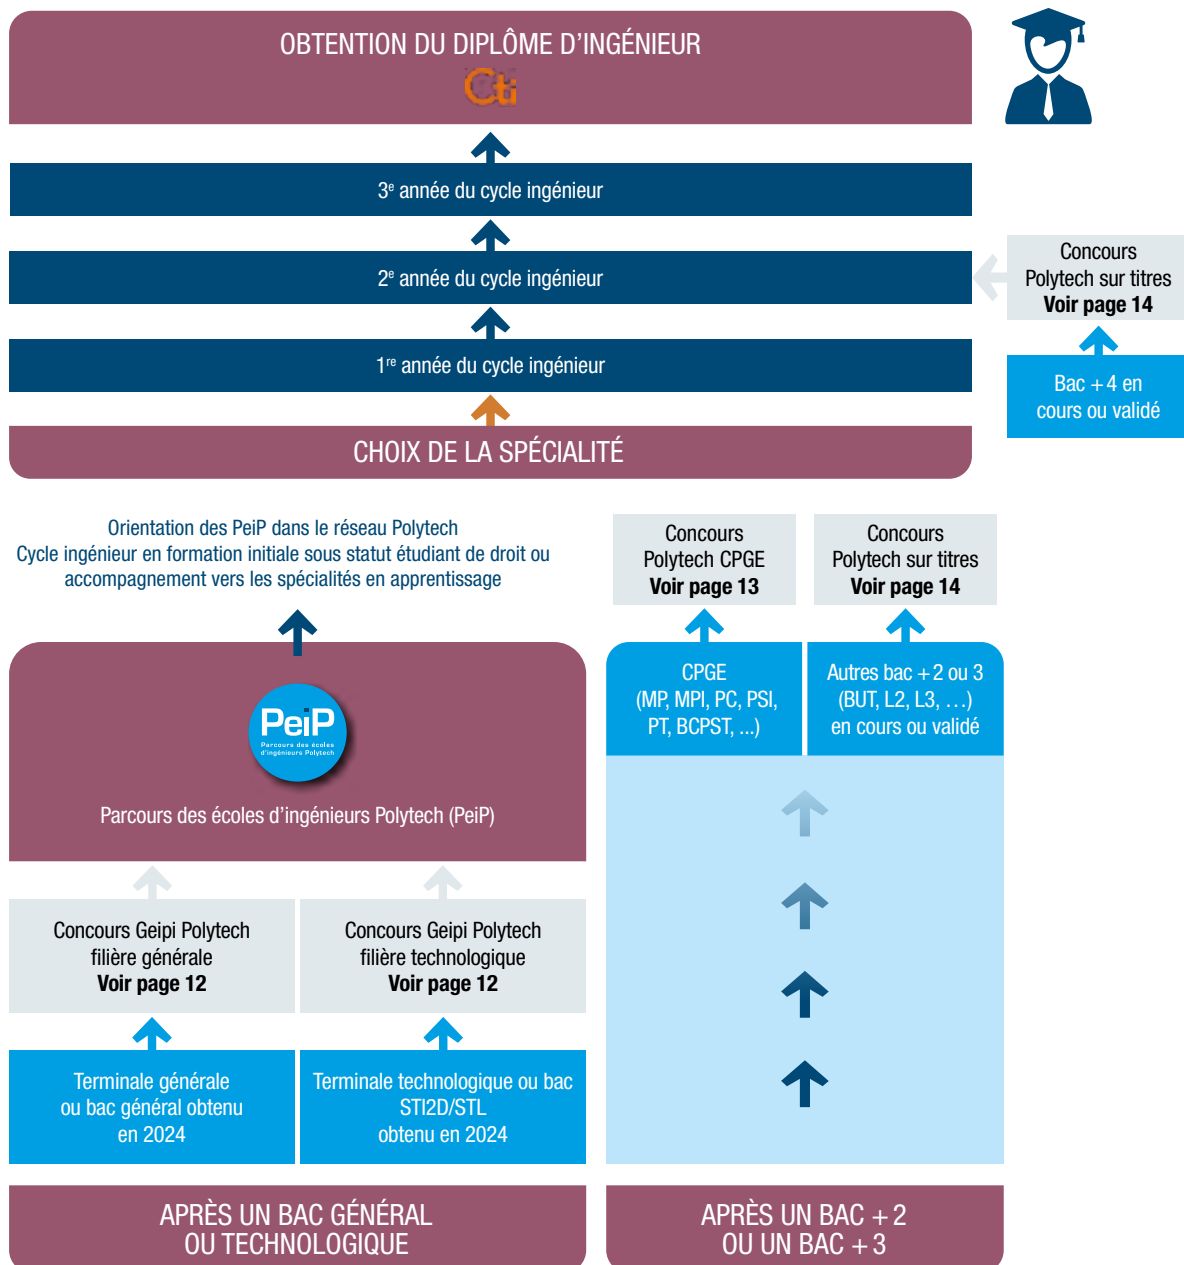 OBTENTION DU DIPLÔME D’INGÉNIEUR
Cti
3e année du cycle ingénieur
2e année du cycle ingénieur
Concours
Polytech sur titres
Voir page 14
1re année du cycle ingénieur
Bac + 4 en
cours ou validé
CHOIX DE LA SPÉCIALITÉ
Orientation des PeiP dans le réseau Polytech
Cycle ingénieur en formation initiale sous statut étudiant de droit ou
accompagnement vers les spécialités en apprentissage
Concours
Polytech CPGE
Voir page 13
Concours
Polytech sur titres
Voir page 14
PeiP
Parcours des écoles
d'ingénieurs Polytech
Parcours des écoles d’ingénieurs Polytech (PeiP)
CPGE
(MP, MPI, PC, PSI,
PT, BCPST, ...)
Autres bac + 2 ou 3
(BUT, L2, L3, …)
en cours ou validé
Concours Geipi Polytech
filière générale
Voir page 12
Concours Geipi Polytech
filière technologique
Voir page 12
Terminale générale
ou bac général obtenu
en 2024
Terminale technologique ou bac
STI2D/STL
obtenu en 2024
APRÈS UN BAC GÉNÉRAL
OU TECHNOLOGIQUE
APRÈS UN BAC + 2
OU UN BAC + 3